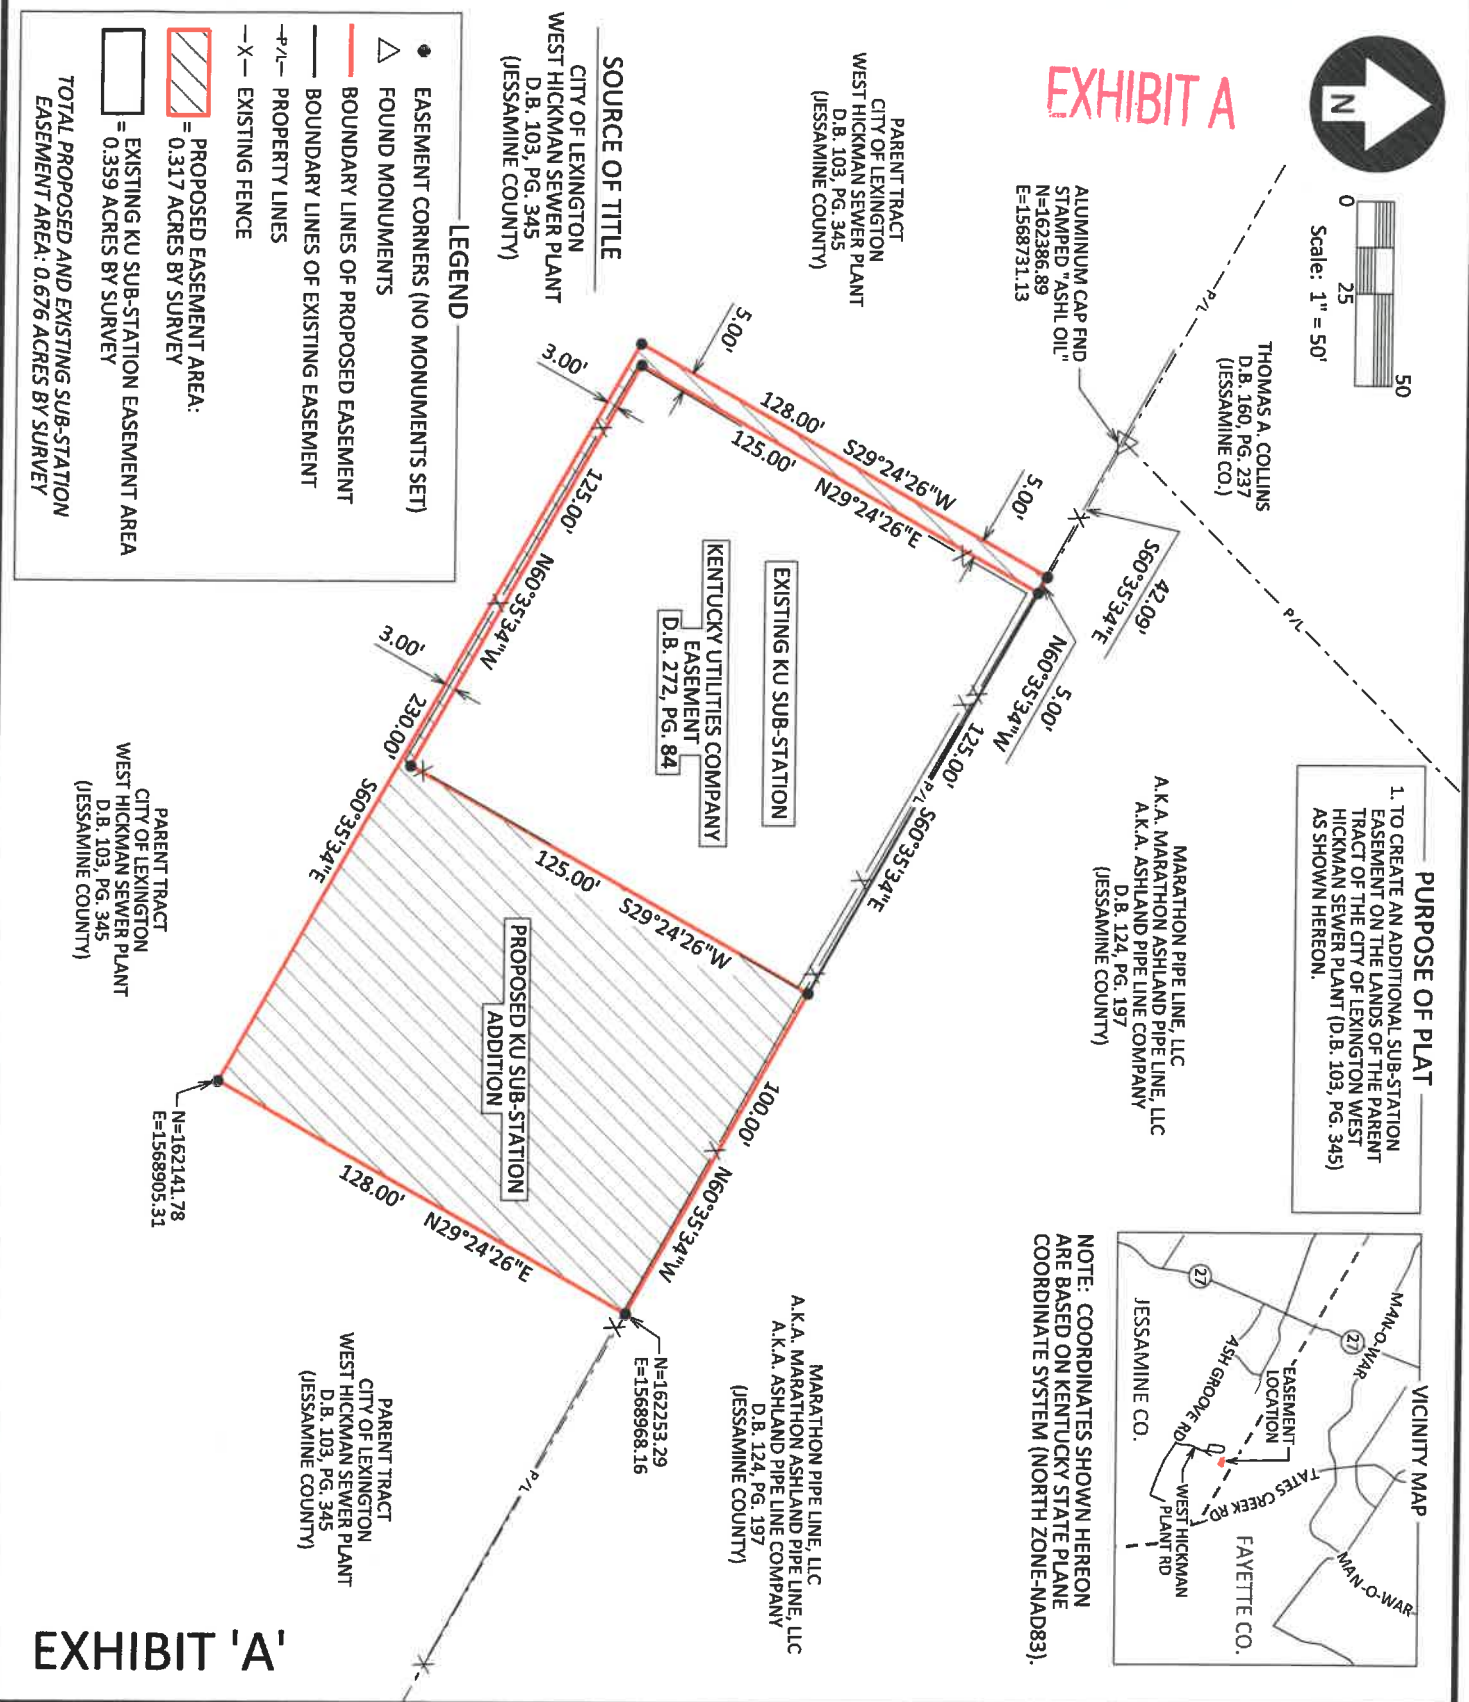 EXHIBIT A
N
0
25
50
Scale: 1" = 50'
PURPOSE OF PLAT
1. TO CREATE AN ADDITIONAL SUB-STATION
EASEMENT ON THE LANDS OF THE PARENT
TRACT OF THE CITY OF LEXINGTON WEST
HICKMAN SEWER PLANT (D.B. 103, PG. 345)
AS SHOWN HEREON.
VICINITY MAP
MAN-O-WAR
27
27
ASH GROVE RD
EASEMENT
LOCATION
TATES CREEK RD
WEST HICKMAN
PLANT RD
MAN-O-WAR
JESSAMINE CO.
FAYETTE CO.
NOTE: COORDINATES SHOWN HEREON
ARE BASED ON KENTUCKY STATE PLANE
COORDINATE SYSTEM (NORTH ZONE-NAD83).
THOMAS A. COLLINS
D.B. 160, PG. 237
(JESSAMINE CO.)
P/L
P/L
ALUMINUM CAP FND
STAMPED "ASHL OIL"
N=162386.89
E=1568731.13
42.09'
S60°35'34"E
5.00'
N60°35'34"W
MARATHON PIPE LINE, LLC
A.K.A. MARATHON ASHLAND PIPE LINE, LLC
A.K.A. ASHLAND PIPE LINE COMPANY
D.B. 124, PG. 197
(JESSAMINE COUNTY)
PARENT TRACT
CITY OF LEXINGTON
WEST HICKMAN SEWER PLANT
D.B. 103, PG. 345
(JESSAMINE COUNTY)
5.00'
5.00'
128.00'
S29°24'26"W
125.00'
N29°24'26"E
125.00'
P/L
S60°35'34"E
EXISTING KU SUB-STATION
KENTUCKY UTILITIES COMPANY
EASEMENT
D.B. 272, PG. 84
3.00'
125.00'
N60°35'34"W
3.00'
230.00'
S60°35'34"E
125.00'
S29°24'26"W
100.00'
N60°35'34"W
PROPOSED KU SUB-STATION
ADDITION
128.00'
N29°24'26"E
N=162253.29
E=1568968.16
N=162141.78
E=1568905.31
MARATHON PIPE LINE, LLC
A.K.A. MARATHON ASHLAND PIPE LINE, LLC
A.K.A. ASHLAND PIPE LINE COMPANY
D.B. 124, PG. 197
(JESSAMINE COUNTY)
P/L
PARENT TRACT
CITY OF LEXINGTON
WEST HICKMAN SEWER PLANT
D.B. 103, PG. 345
(JESSAMINE COUNTY)
PARENT TRACT
CITY OF LEXINGTON
WEST HICKMAN SEWER PLANT
D.B. 103, PG. 345
(JESSAMINE COUNTY)
SOURCE OF TITLE
CITY OF LEXINGTON
WEST HICKMAN SEWER PLANT
D.B. 103, PG. 345
(JESSAMINE COUNTY)
LEGEND
EASEMENT CORNERS (NO MONUMENTS SET)
FOUND MONUMENTS
BOUNDARY LINES OF PROPOSED EASEMENT
BOUNDARY LINES OF EXISTING EASEMENT
P/L PROPERTY LINES
X EXISTING FENCE
PROPOSED EASEMENT AREA:
= 0.317 ACRES BY SURVEY
EXISTING KU SUB-STATION EASEMENT AREA
= 0.359 ACRES BY SURVEY
TOTAL PROPOSED AND EXISTING SUB-STATION
EASEMENT AREA: 0.676 ACRES BY SURVEY
EXHIBIT 'A'